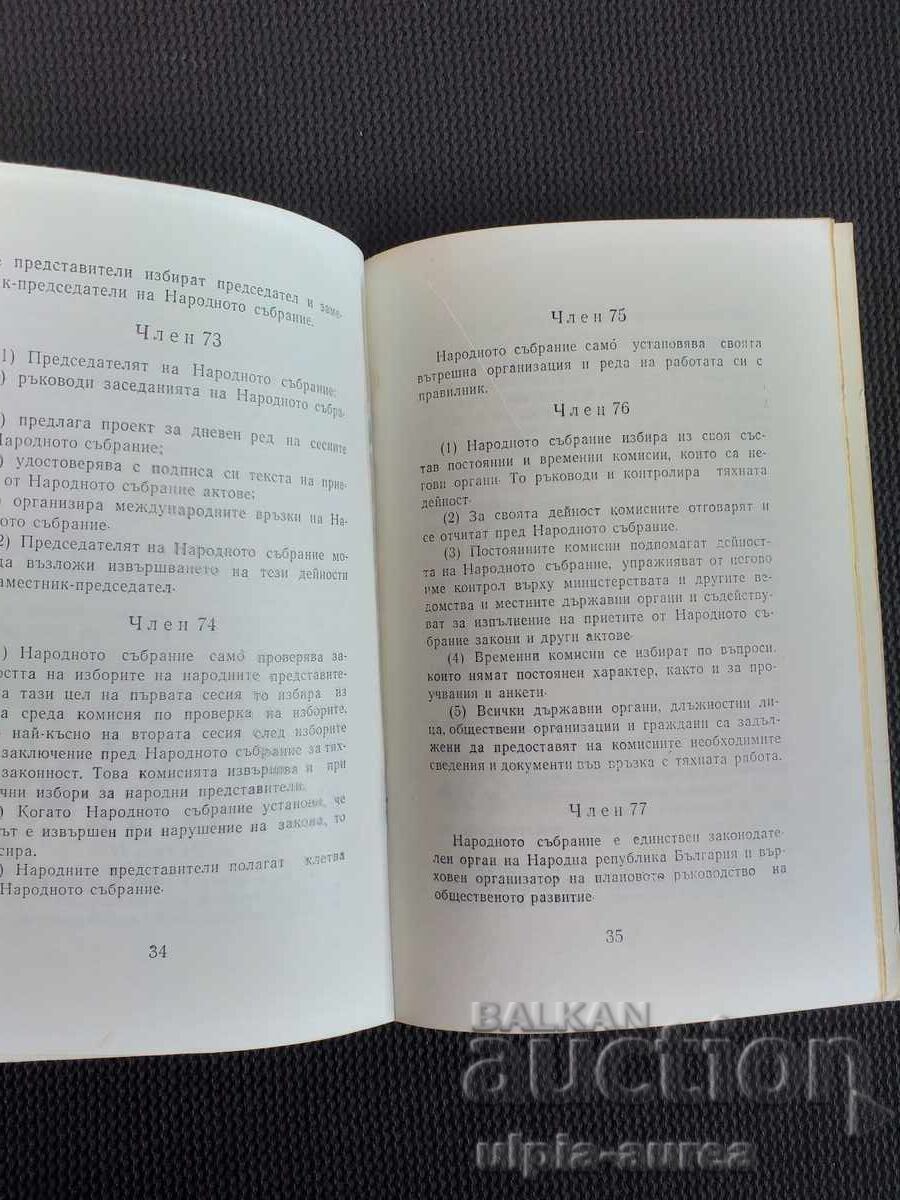 представители избират председател и заме-
к-председатели на Народното събрание.
Член 73
1) Председателят на Народното събрание:
) ръководи заседанията на Народното събра-
) предлага проект за дневен ред на сесиите
Народното събрание;
) удостоверява с подписа си текста на прие-
от Народното събрание актове;
) организира международните връзки на На-
ното събрание.
2) Председателят на Народното събрание мо-
да възложи извършването на тези дейности
аместник-председател.
Член 74
) Народното събрание само́ проверява за-
остта на изборите на народните представите-
а тази цел на първата сесия то избира из
а среда комисия по проверка на изборите,
най-късно на втората сесия след изборите
заключение пред Народното събрание за тях-
законност. Това комисията извършва и при
чни избори за народни представители.
) Когато Народното събрание установи, че
ът е извършен при нарушение на закона, то
сира.
) Народните представители полагат клетва
Народното събрание.
34
Член 75
Народното събрание само́ установява своята
вътрешна организация и реда на работата си с
правилник.
Член 76
(1) Народното събрание избира из своя със-
тав постоянни и временни комисии, които са не-
гови органи. То ръководи и контролира тяхната
дейност.
(2) За своята дейност комисиите отговарят и
се отчитат пред Народното събрание.
(3) Постоянните комисии подпомагат дейност-
та на Народното събрание, упражняват от негово
име контрол върху министерствата и другите ве-
домства и местните държавни органи и съдейству-
ват за изпълнение на приетите от Народното съ-
брание закони и други актове.
(4) Временни комисии се избират по въпроси,
които нямат постоянен характер, както и за про-
учвания и анкети.
(5) Всички държавни органи, длъжностни ли-
ца, обществени организации и граждани са задъл-
жени да предоставят на комисиите необходимите
сведения и документи във връзка с тяхната работа.
Член 77
Народното събрание е единствен законодате-
лен орган на Народна република България и вър-
ховен организатор на плановото ръководство на
общественото развитие.
35
BALKAN
auction
ulpia-aurea